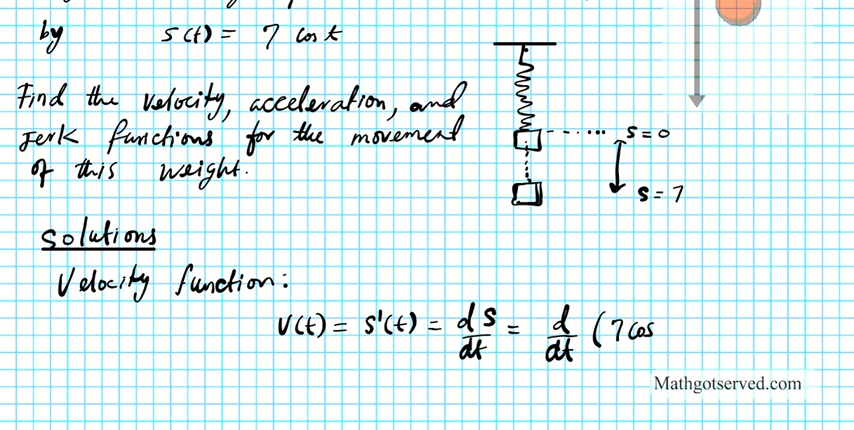 by s(t) = 7 cos t
Find the velocity, acceleration, and
Jerk functions for the movement
of this weight.
s=0
s=7
Solutions
Velocity function:
v(t) = s'(t) = ds/dt = d/dt (7 cos
Mathgotserved.com